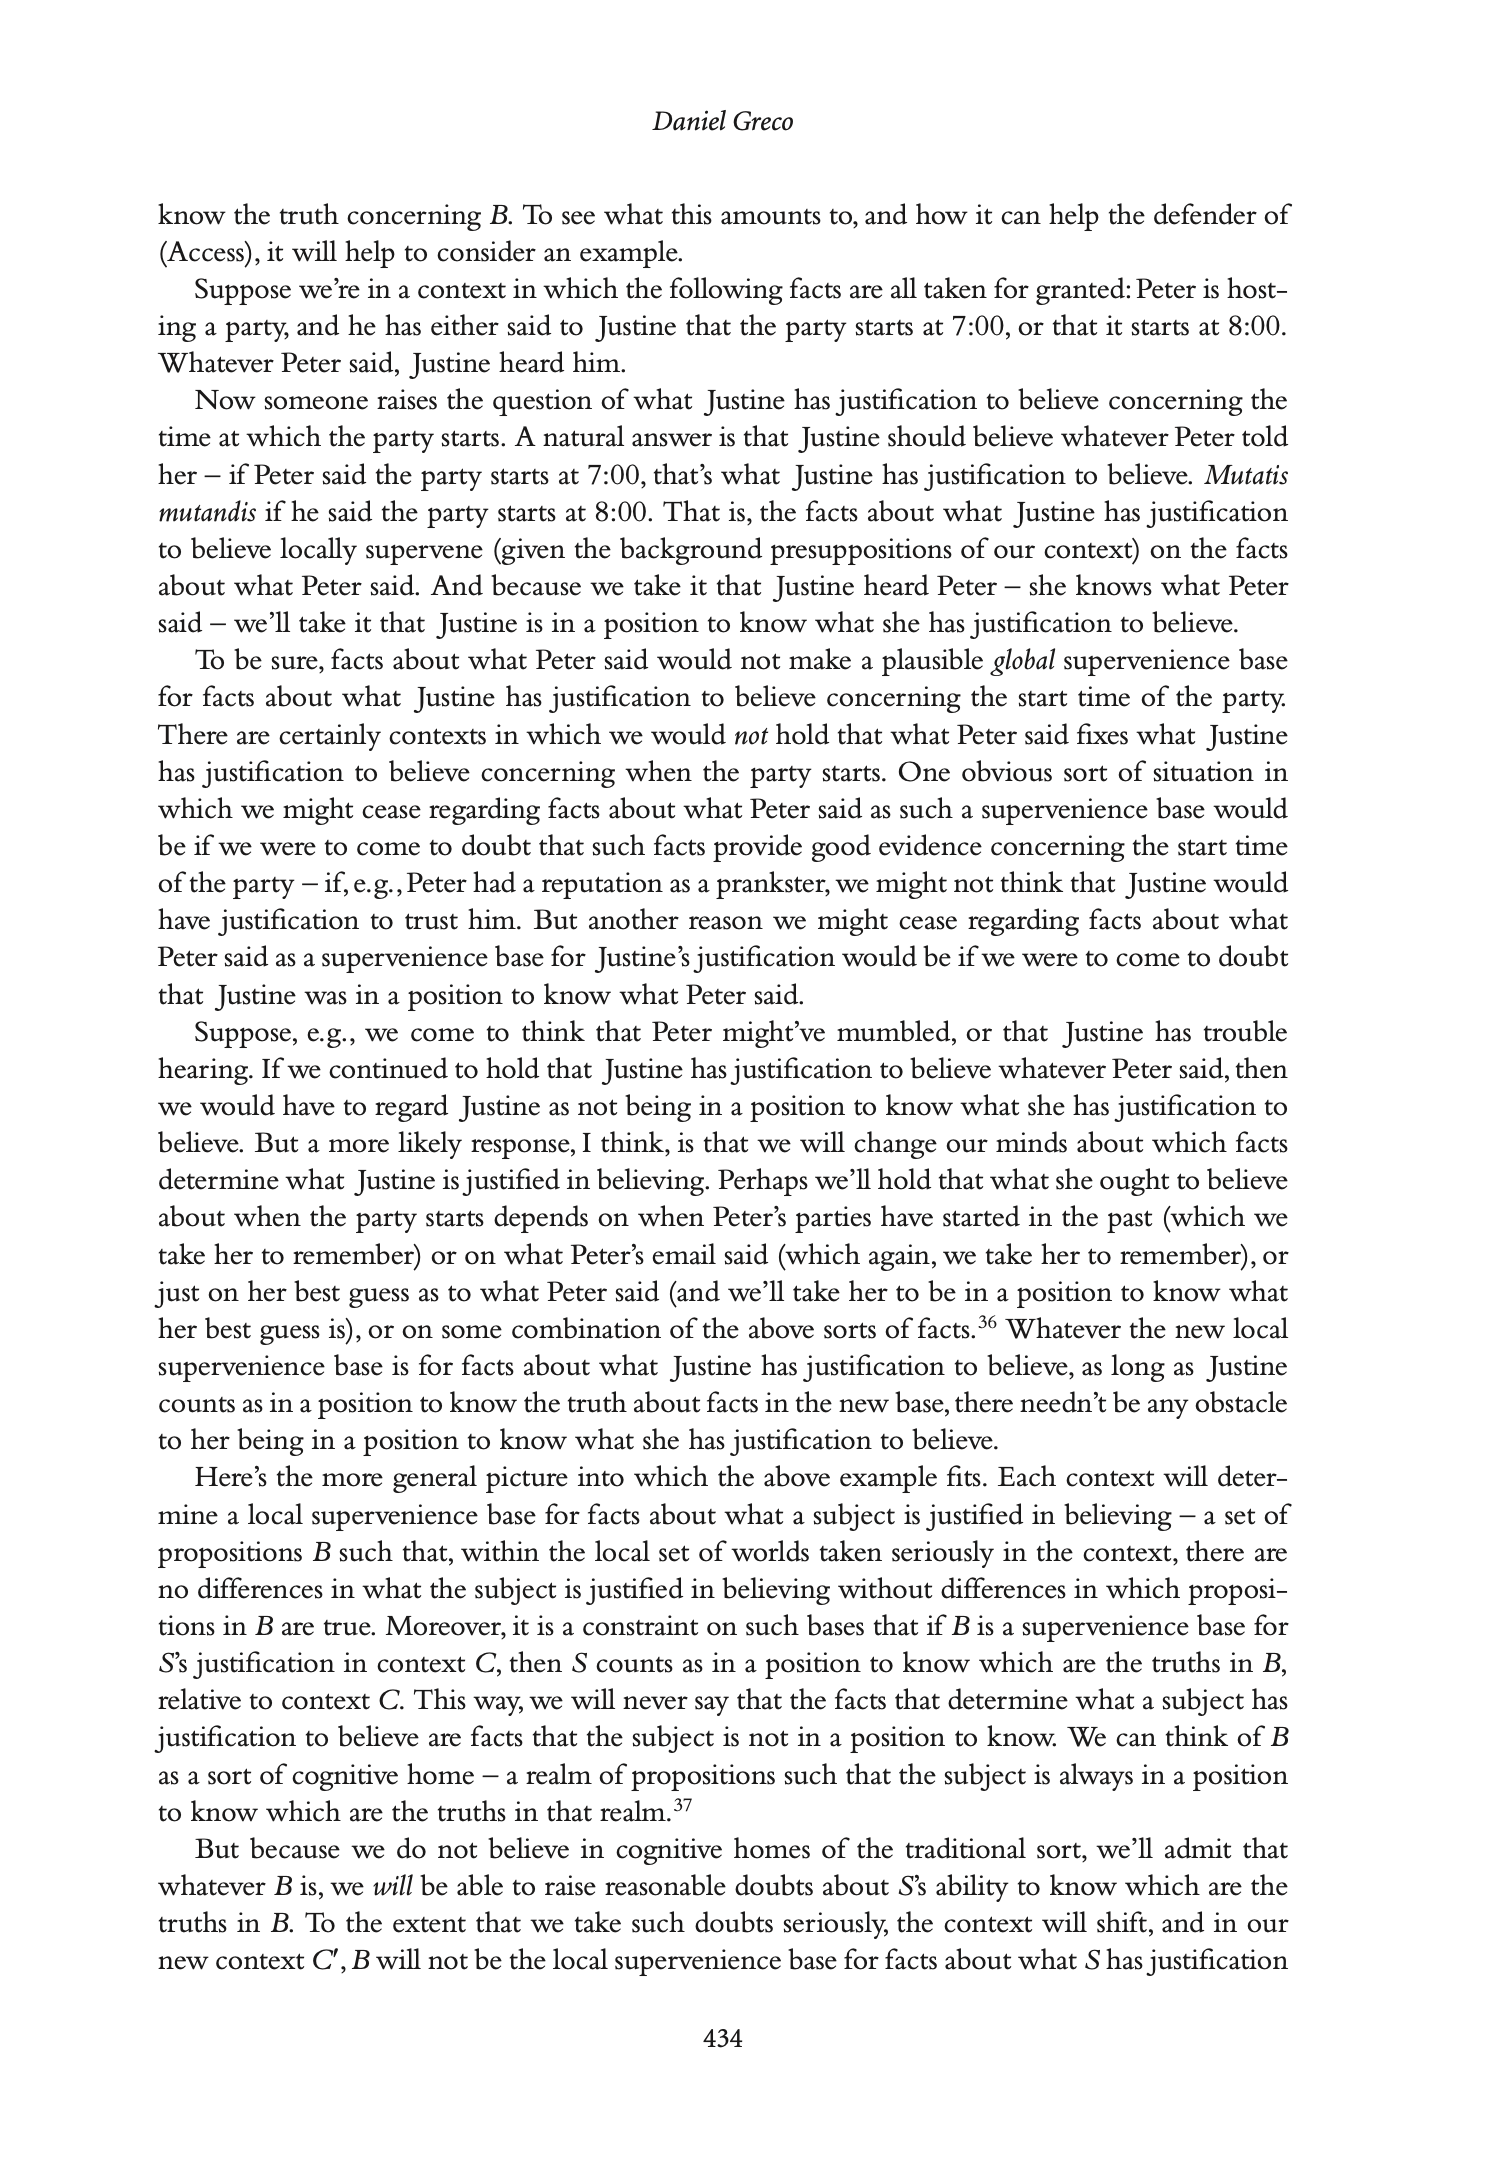 Daniel Greco
know the truth concerning B. To see what this amounts to, and how it can help the defender of
(Access), it will help to consider an example.
Suppose we're in a context in which the following facts are all taken for granted: Peter is host-
ing a party, and he has either said to Justine that the party starts at 7:00, or that it starts at 8:00.
Whatever Peter said, Justine heard him.
Now someone raises the question of what Justine has justification to believe concerning the
time at which the party starts. A natural answer is that Justine should believe whatever Peter told
her – if Peter said the party starts at 7:00, that's what Justine has justification to believe. Mutatis
mutandis if he said the party starts at 8:00. That is, the facts about what Justine has justification
to believe locally supervene (given the background presuppositions of our context) on the facts
about what Peter said. And because we take it that Justine heard Peter – she knows what Peter
said – we'll take it that Justine is in a position to know what she has justification to believe.
To be sure, facts about what Peter said would not make a plausible global supervenience base
for facts about what Justine has justification to believe concerning the start time of the party.
There are certainly contexts in which we would not hold that what Peter said fixes what Justine
has justification to believe concerning when the party starts. One obvious sort of situation in
which we might cease regarding facts about what Peter said as such a supervenience base would
be if we were to come to doubt that such facts provide good evidence concerning the start time
of the party – if, e.g., Peter had a reputation as a prankster, we might not think that Justine would
have justification to trust him. But another reason we might cease regarding facts about what
Peter said as a supervenience base for Justine's justification would be if we were to come to doubt
that Justine was in a position to know what Peter said.
Suppose, e.g., we come to think that Peter might've mumbled, or that Justine has trouble
hearing. If we continued to hold that Justine has justification to believe whatever Peter said, then
we would have to regard Justine as not being in a position to know what she has justification to
believe. But a more likely response, I think, is that we will change our minds about which facts
determine what Justine is justified in believing. Perhaps we'll hold that what she ought to believe
about when the party starts depends on when Peter's parties have started in the past (which we
take her to remember) or on what Peter's email said (which again, we take her to remember), or
just on her best guess as to what Peter said (and we'll take her to be in a position to know what
her best guess is), or on some combination of the above sorts of facts.36 Whatever the new local
supervenience base is for facts about what Justine has justification to believe, as long as Justine
counts as in a position to know the truth about facts in the new base, there needn't be any obstacle
to her being in a position to know what she has justification to believe.
Here's the more general picture into which the above example fits. Each context will deter-
mine a local supervenience base for facts about what a subject is justified in believing – a set of
propositions B such that, within the local set of worlds taken seriously in the context, there are
no differences in what the subject is justified in believing without differences in which proposi-
tions in B are true. Moreover, it is a constraint on such bases that if B is a supervenience base for
S's justification in context C, then S counts as in a position to know which are the truths in B,
relative to context C. This way, we will never say that the facts that determine what a subject has
justification to believe are facts that the subject is not in a position to know. We can think of B
as a sort of cognitive home – a realm of propositions such that the subject is always in a position
to know which are the truths in that realm.37
But because we do not believe in cognitive homes of the traditional sort, we'll admit that
whatever B is, we will be able to raise reasonable doubts about S's ability to know which are the
truths in B. To the extent that we take such doubts seriously, the context will shift, and in our
new context C′, B will not be the local supervenience base for facts about what S has justification
434